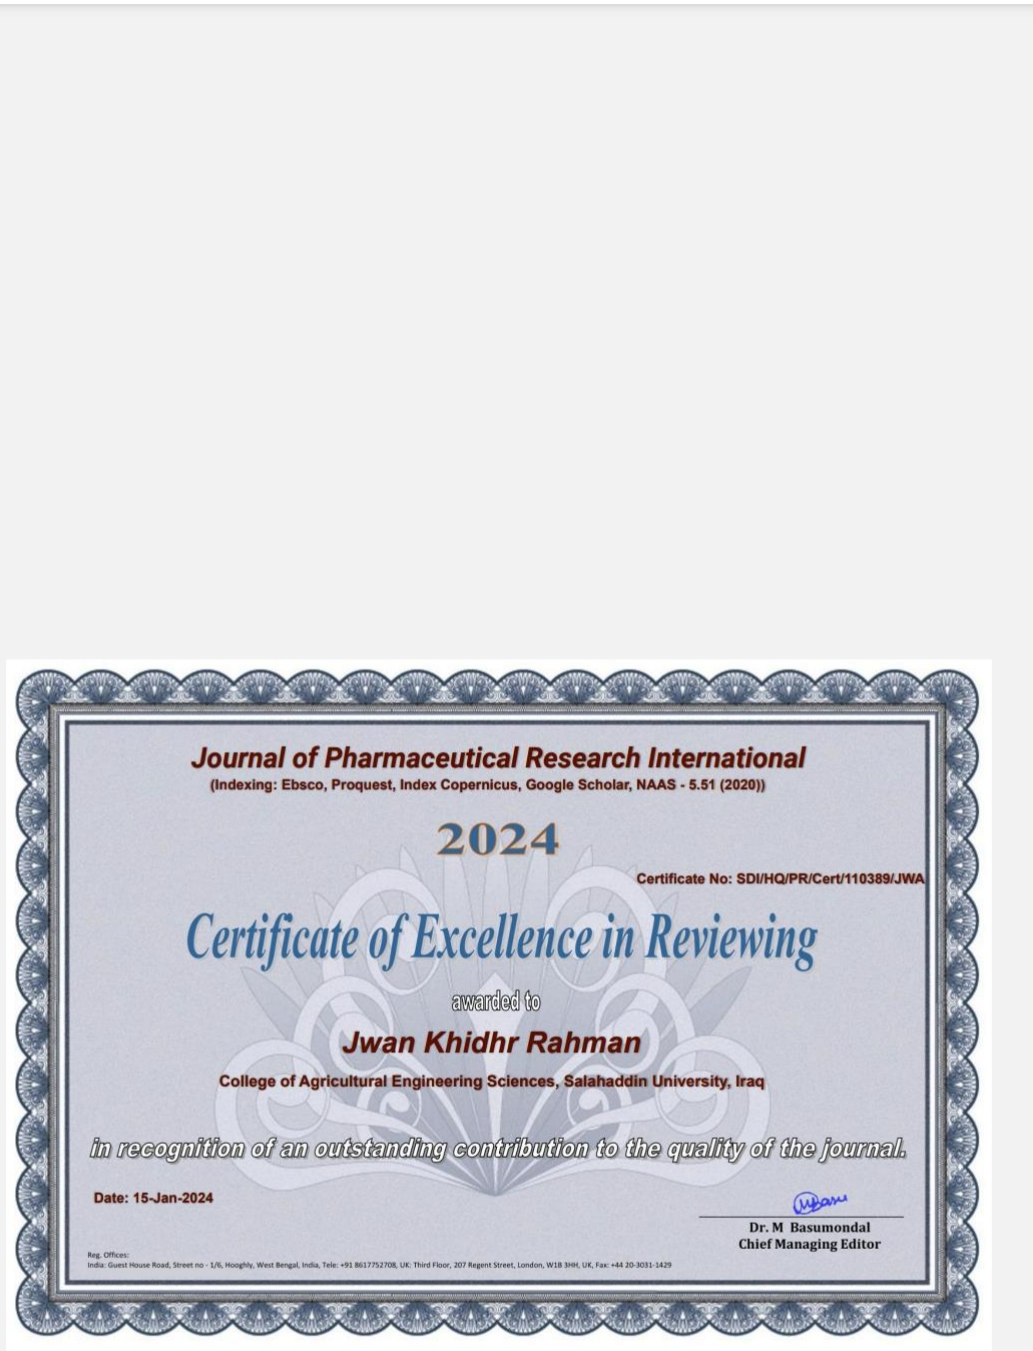 Journal of Pharmaceutical Research International
(Indexing: Ebsco, Proquest, Index Copernicus, Google Scholar, NAAS - 5.51 (2020))
2024
Certificate No: SDI/HQ/PR/Cert/110389/JWA
Certificate of Excellence in Reviewing
awarded to
Jwan Khidhr Rahman
College of Agricultural Engineering Sciences, Salahaddin University, Iraq
in recognition of an outstanding contribution to the quality of the journal.
Date: 15-Jan-2024
Dr. M Basumondal
Chief Managing Editor
Reg. Offices:
India: Guest House Road, Street no - 1/6, Hooghly, West Bengal, India, Tele: +91 8617752708, UK: Third Floor, 207 Regent Street, London, W1B 3HH, UK, Fax: +44 20-3031-1429